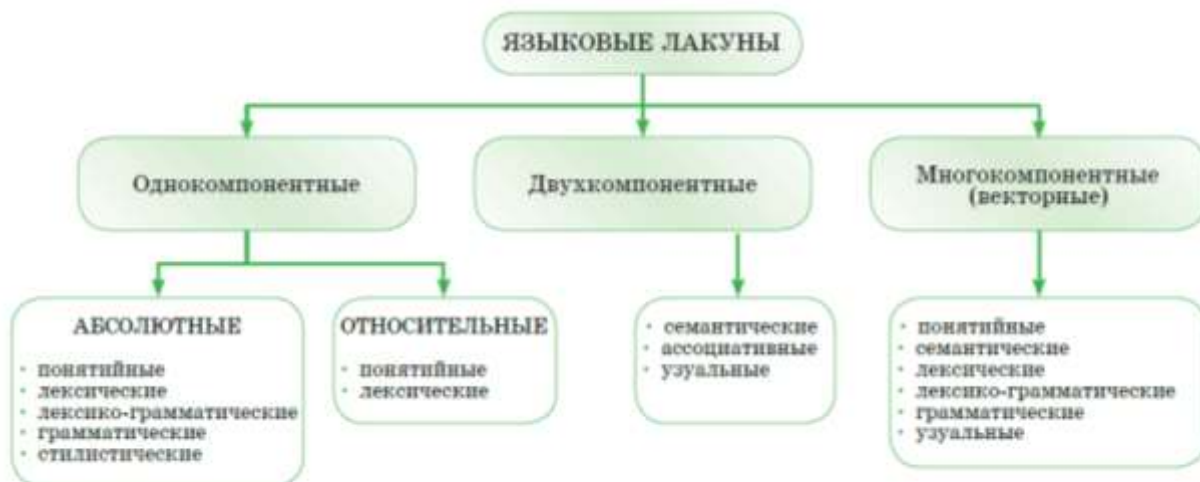 ЯЗЫКОВЫЕ ЛАКУНЫ
Однокомпонентные
Двухкомпонентные
Многокомпонентные
(векторные)
АБСОЛЮТНЫЕ
• понятийные
• лексические
• лексико-грамматические
• грамматические
• стилистические
ОТНОСИТЕЛЬНЫЕ
• понятийные
• лексические
• семантические
• ассоциативные
• узуальные
• понятийные
• семантические
• лексические
• лексико-грамматические
• грамматические
• узуальные